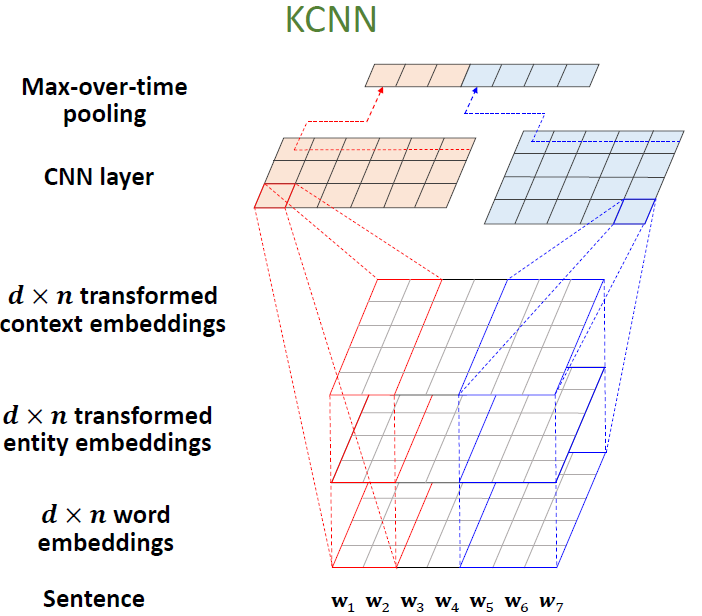 KCNN
Max-over-time
pooling
CNN layer
d × n transformed
context embeddings
d × n transformed
entity embeddings
d × n word
embeddings
Sentence w₁ w₂ w₃ w₄ w₅ w₆ w₇